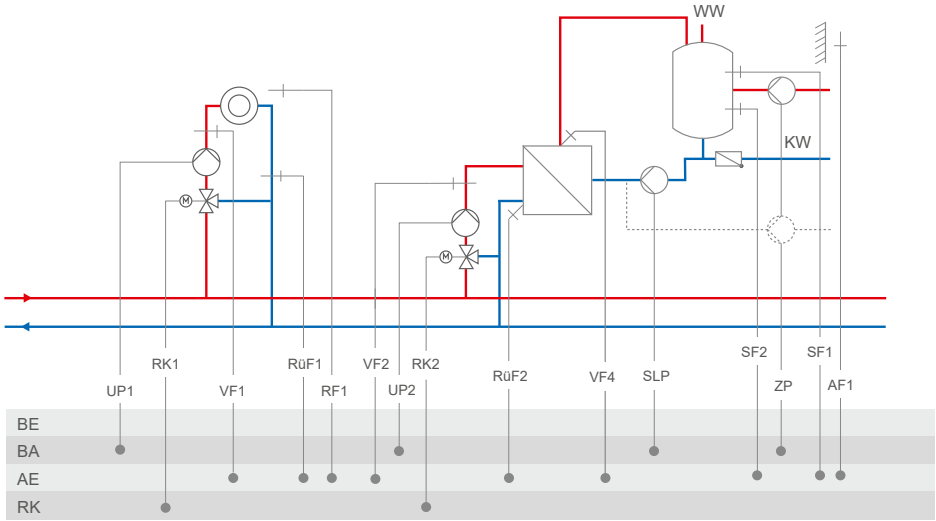 WW
KW
M
M
RK1
RüF1
VF2
RK2
SF2
SF1
UP1
VF1
RF1
UP2
RüF2
VF4
SLP
ZP
AF1
BE
BA
AE
RK